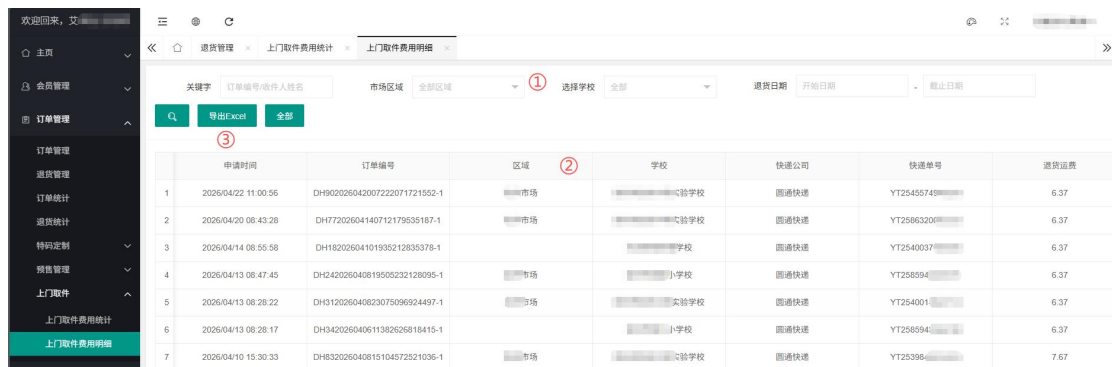 欢迎回来，艾
主页
会员管理
订单管理
订单管理
退货管理
订单统计
退货统计
特码定制
预售管理
上门取件
上门取件费用统计
上门取件费用明细
退货管理 × 上门取件费用统计 × 上门取件费用明细 ×
关键字 订单编号/收件人姓名 市场区域 全部区域 ① 选择学校 全部 退货日期 开始日期 - 截止日期
导出Excel 全部
③
申请时间 订单编号 区域 ② 学校 快递公司 快递单号 退货运费
1 2026/04/22 11:00:56 DH902026042007222071721552-1 市场 实验学校 圆通快递 YT25455749 6.37
2 2026/04/20 08:43:28 DH772026041407121795351​87-1 市场 实验学校 圆通快递 YT2586320 6.37
3 2026/04/14 08:55:58 DH182026041019352128353​78-1 学校 圆通快递 YT2540037 6.37
4 2026/04/13 08:47:45 DH242026040819505232128095-1 市场 小学校 圆通快递 YT258594 6.37
5 2026/04/13 08:28:22 DH312026040823075096924497-1 市场 实验学校 圆通快递 YT254001 6.37
6 2026/04/13 08:28:17 DH342026040611382626818415-1 小学校 圆通快递 YT258594 6.37
7 2026/04/10 15:30:33 DH832026040815104572521036-1 市场 实验学校 圆通快递 YT25398 7.67